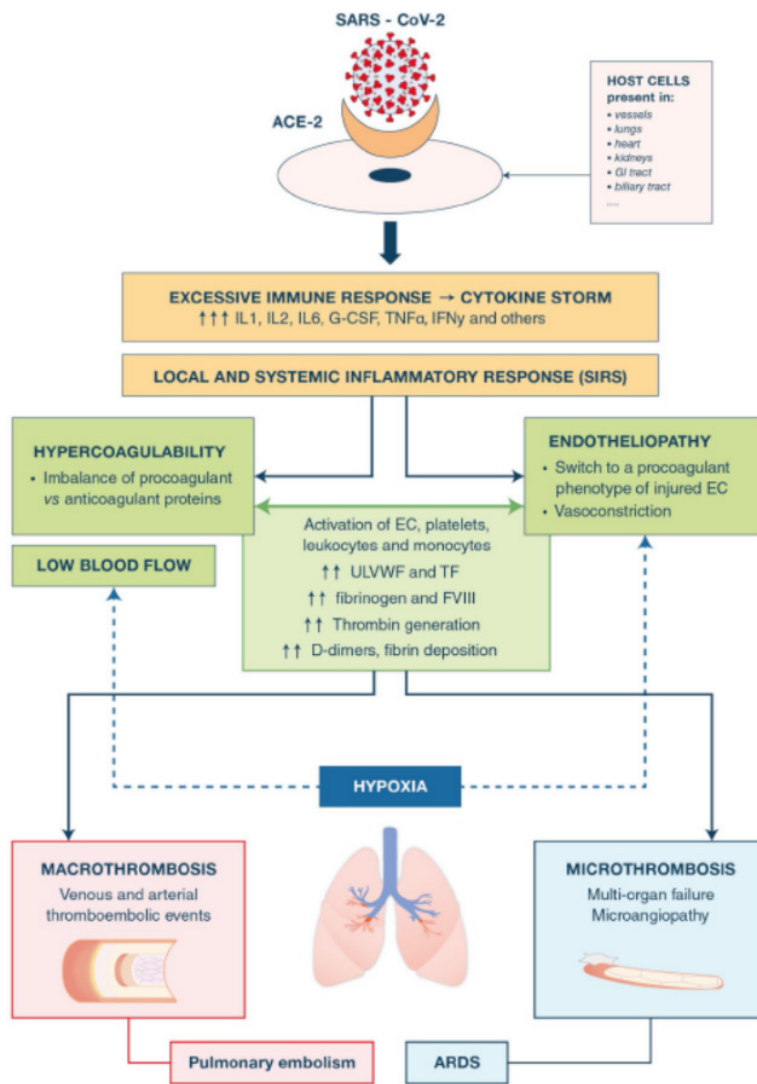 SARS - CoV-2
ACE-2
HOST CELLS
present in:
• vessels
• lungs
• heart
• kidneys
• GI tract
• biliary tract
....
EXCESSIVE IMMUNE RESPONSE → CYTOKINE STORM
↑↑↑ IL1, IL2, IL6, G-CSF, TNFα, IFNy and others
LOCAL AND SYSTEMIC INFLAMMATORY RESPONSE (SIRS)
HYPERCOAGULABILITY
• Imbalance of procoagulant
vs anticoagulant proteins
ENDOTHELIOPATHY
• Switch to a procoagulant
phenotype of injured EC
• Vasoconstriction
LOW BLOOD FLOW
Activation of EC, platelets,
leukocytes and monocytes
↑↑ ULVWF and TF
↑↑ fibrinogen and FVIII
↑↑ Thrombin generation
↑↑ D-dimers, fibrin deposition
HYPOXIA
MACROTHROMBOSIS
Venous and arterial
thromboembolic events
MICROTHROMBOSIS
Multi-organ failure
Microangiopathy
Pulmonary embolism
ARDS